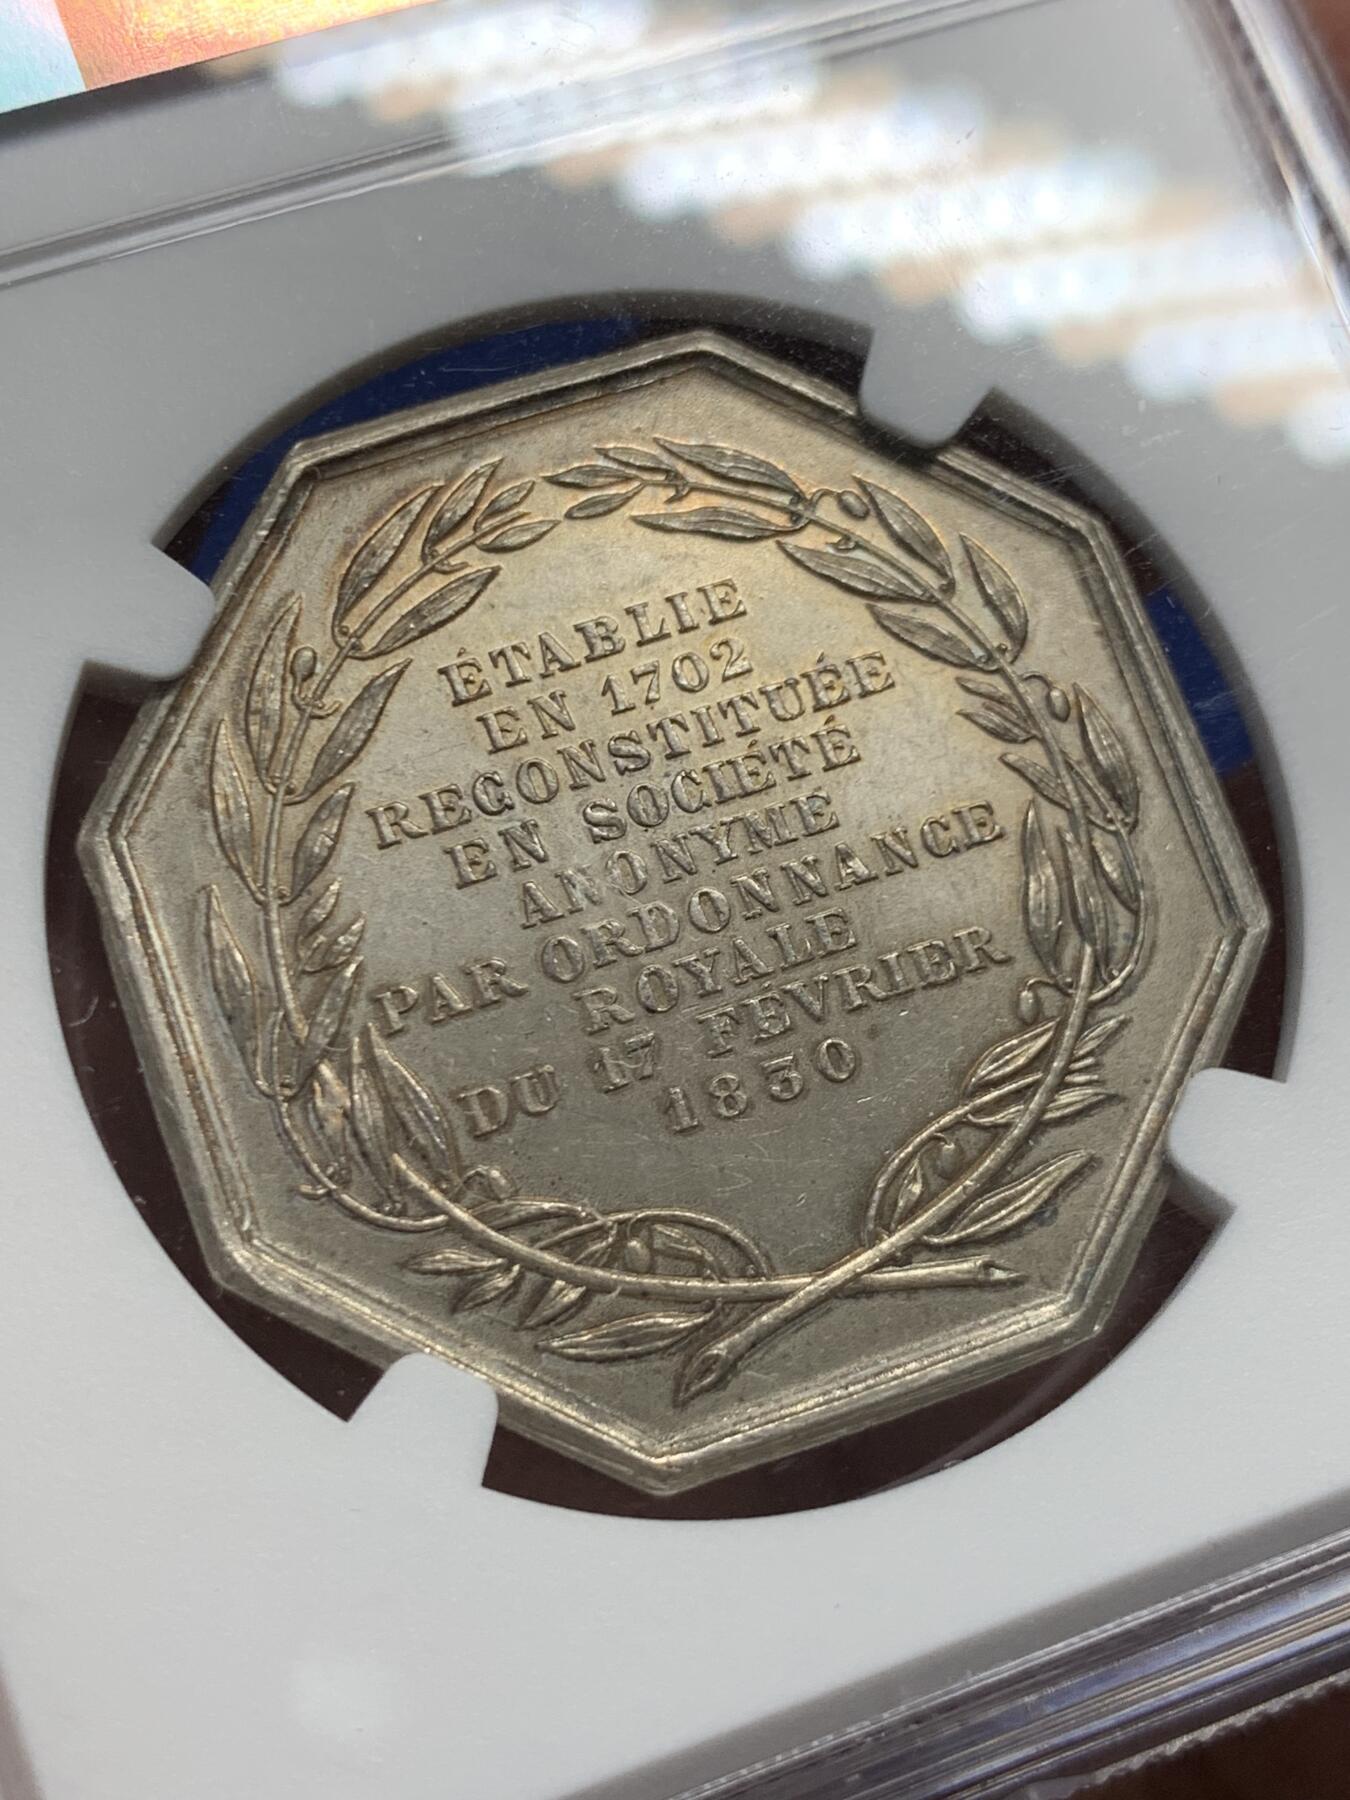 ÉTABLIE
EN 1702
RECONSTITUÉE
EN SOCIÉTÉ
ANONYME
PAR ORDONNANCE
ROYALE
DU 17 FÉVRIER
1830